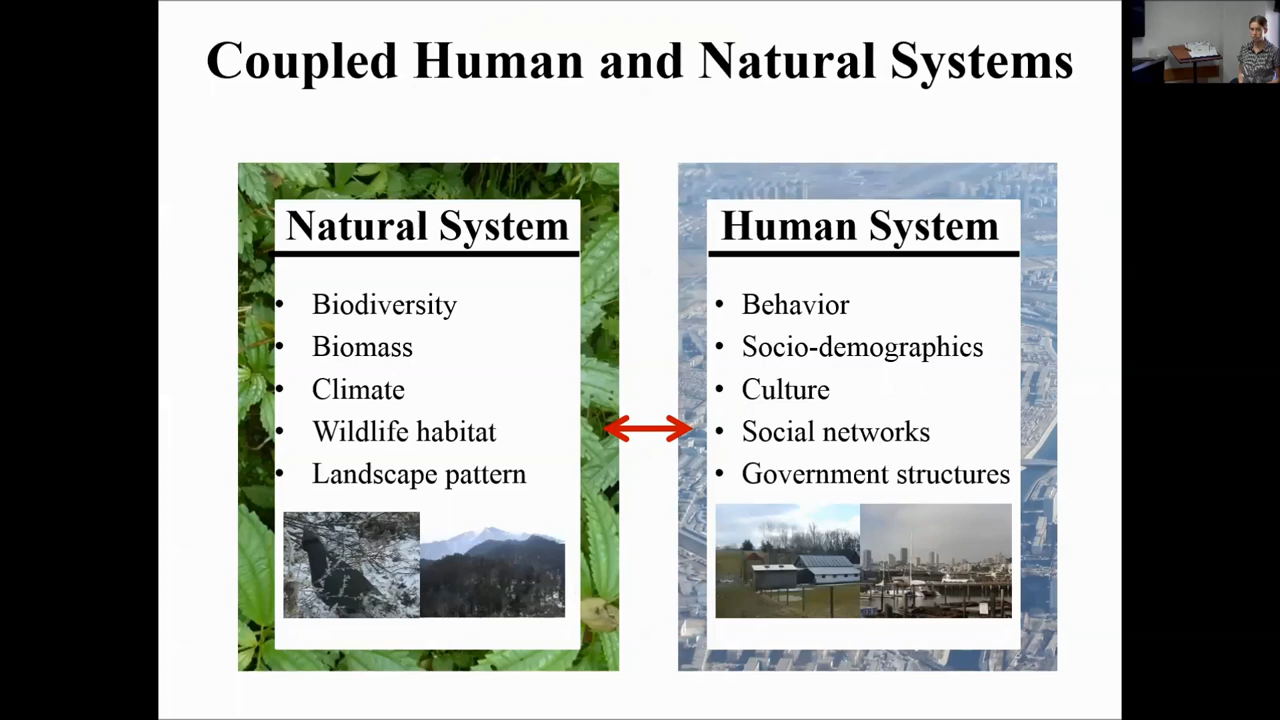 Coupled Human and Natural Systems
Natural System
• Biodiversity
• Biomass
• Climate
• Wildlife habitat
• Landscape pattern
Human System
• Behavior
• Socio-demographics
• Culture
• Social networks
• Government structures